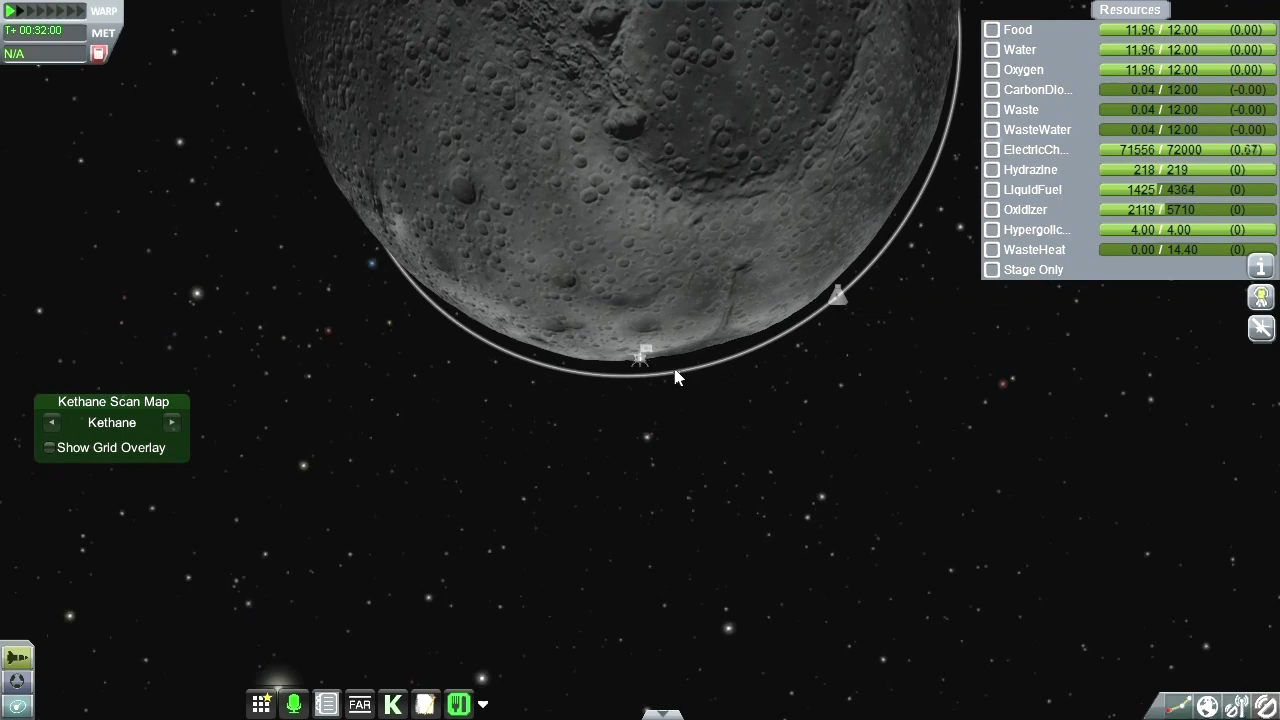 WARP
T+ 00:32:00 MET
N/A
Resources
Food 11.96 / 12.00 (0.00)
Water 11.96 / 12.00 (0.00)
Oxygen 11.96 / 12.00 (0.00)
CarbonDio... 0.04 / 12.00 (-0.00)
Waste 0.04 / 12.00 (-0.00)
WasteWater 0.04 / 12.00 (-0.00)
ElectricCh... 71556 / 72000 (0.67)
Hydrazine 218 / 219 (0)
LiquidFuel 1425 / 4364 (0)
Oxidizer 2119 / 5710 (0)
Hypergolic... 4.00 / 4.00 (0)
WasteHeat 0.00 / 14.40 (0)
Stage Only
Kethane Scan Map
Kethane
Show Grid Overlay
FAR K